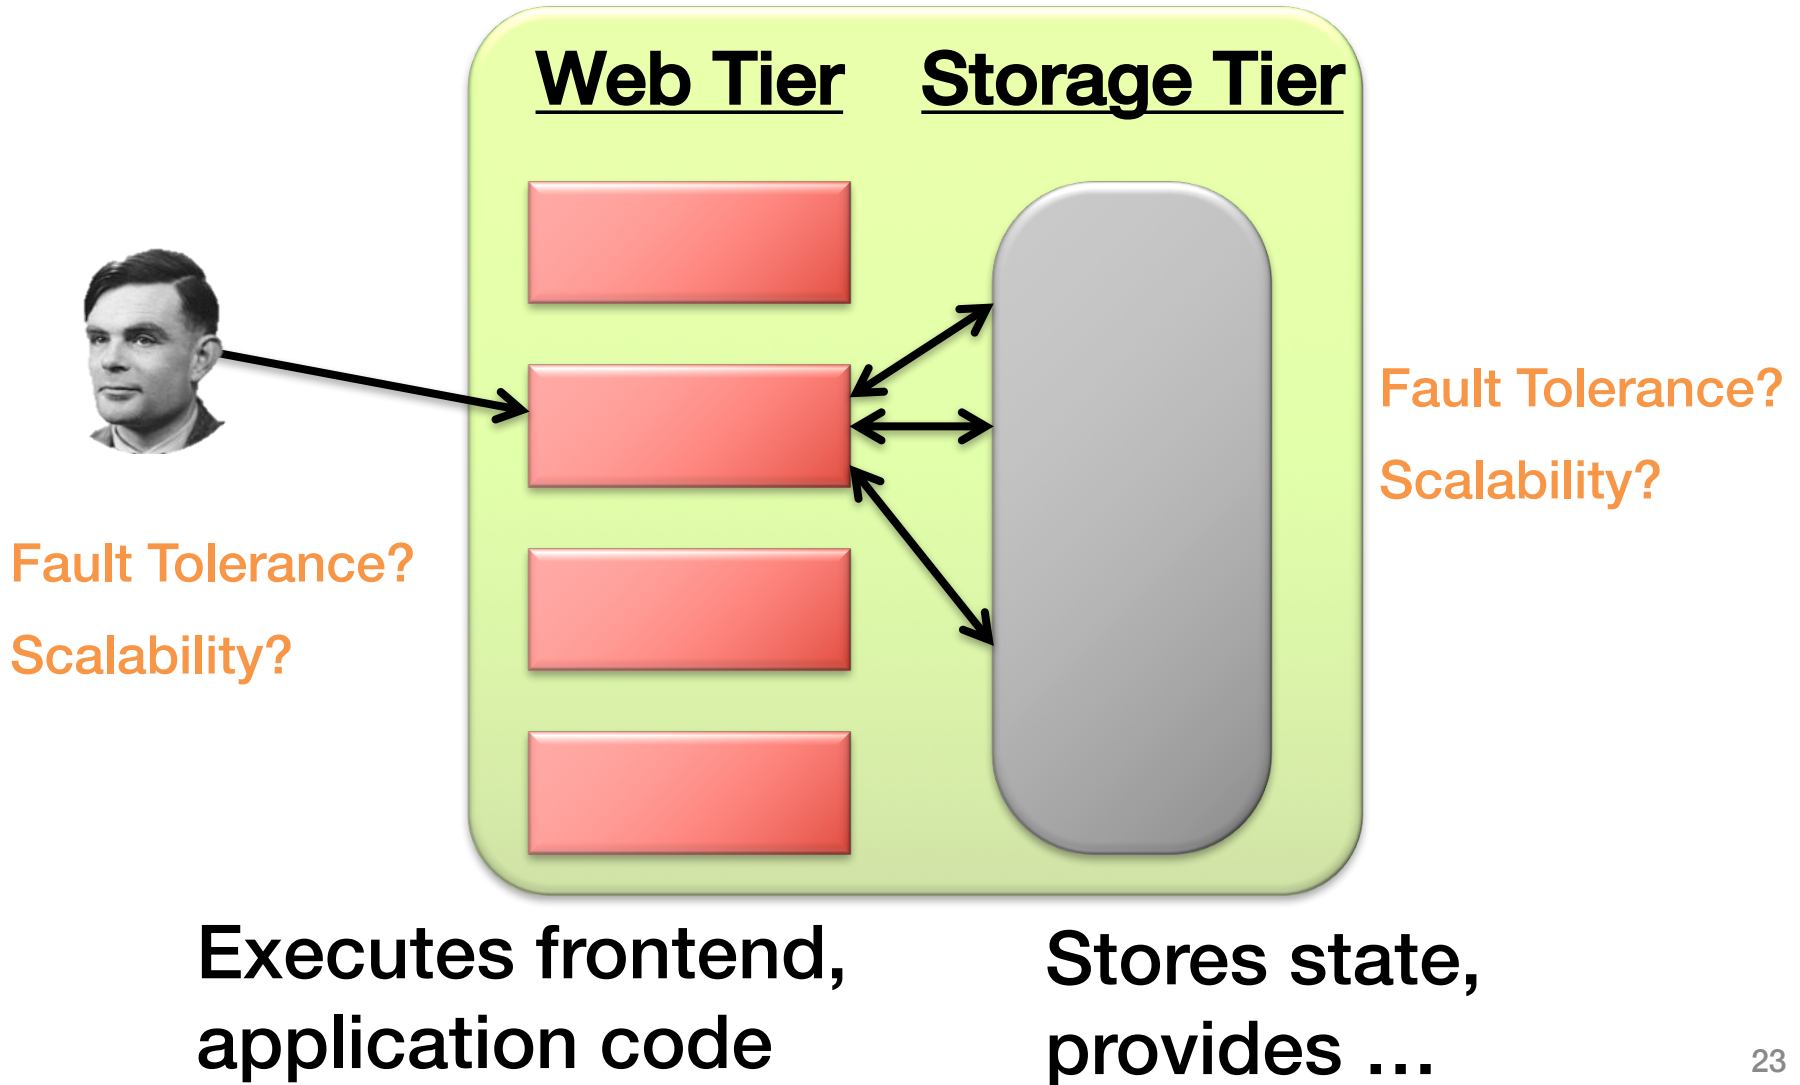 Web Tier
Storage Tier
Fault Tolerance?
Scalability?
Fault Tolerance?
Scalability?
Executes frontend,
application code
Stores state,
provides …
23